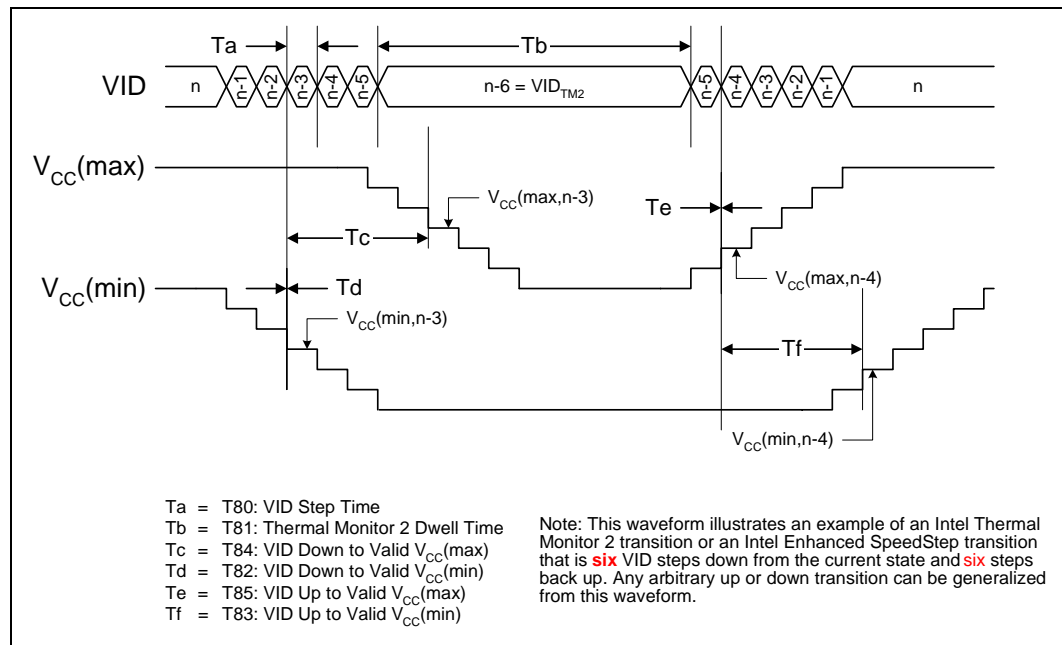 Ta
Tb
VID
n
n-1
n-2
n-3
n-4
n-5
n-6 = VID_TM2
n-5
n-4
n-3
n-2
n-1
n
V_CC(max)
V_CC(max,n-3)
Te
Tc
V_CC(max,n-4)
V_CC(min)
Td
V_CC(min,n-3)
Tf
V_CC(min,n-4)
Ta = T80: VID Step Time
Tb = T81: Thermal Monitor 2 Dwell Time
Tc = T84: VID Down to Valid V_CC(max)
Td = T82: VID Down to Valid V_CC(min)
Te = T85: VID Up to Valid V_CC(max)
Tf = T83: VID Up to Valid V_CC(min)
Note: This waveform illustrates an example of an Intel Thermal
Monitor 2 transition or an Intel Enhanced SpeedStep transition
that is six VID steps down from the current state and six steps
back up. Any arbitrary up or down transition can be generalized
from this waveform.